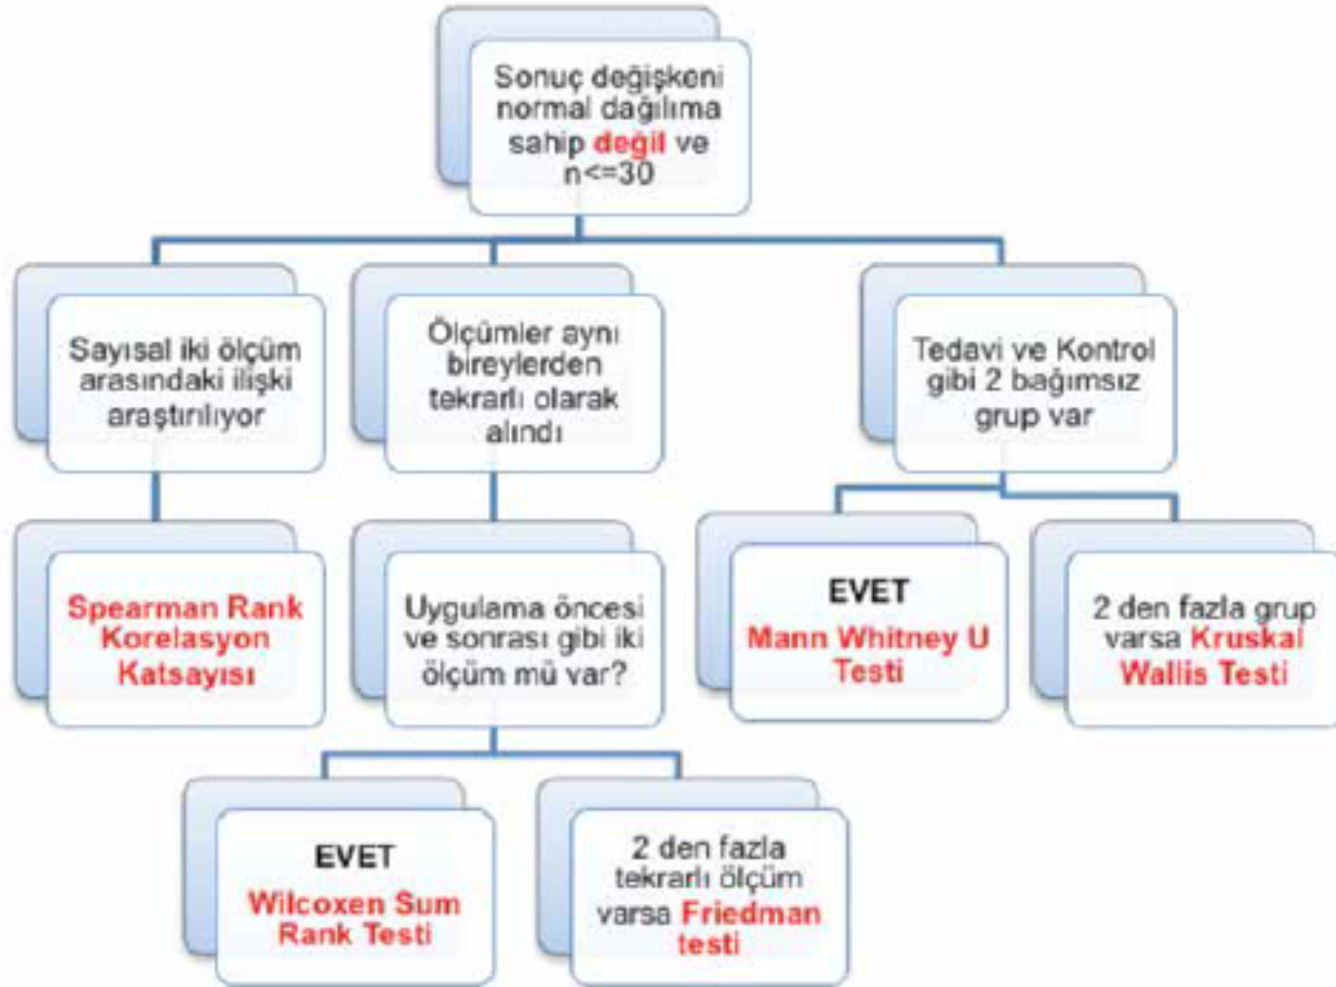 Sonuç değişkeni
normal dağılıma
sahip değil ve
n<=30
Sayısal iki ölçüm
arasındaki ilişki
araştırılıyor
Ölçümler aynı
bireylerden
tekrarlı olarak
alındı
Tedavi ve Kontrol
gibi 2 bağımsız
grup var
Spearman Rank
Korelasyon
Katsayısı
Uygulama öncesi
ve sonrası gibi iki
ölçüm mü var?
EVET
Mann Whitney U
Testi
2 den fazla grup
varsa Kruskal
Wallis Testi
EVET
Wilcoxen Sum
Rank Testi
2 den fazla
tekrarlı ölçüm
varsa Friedman
testi